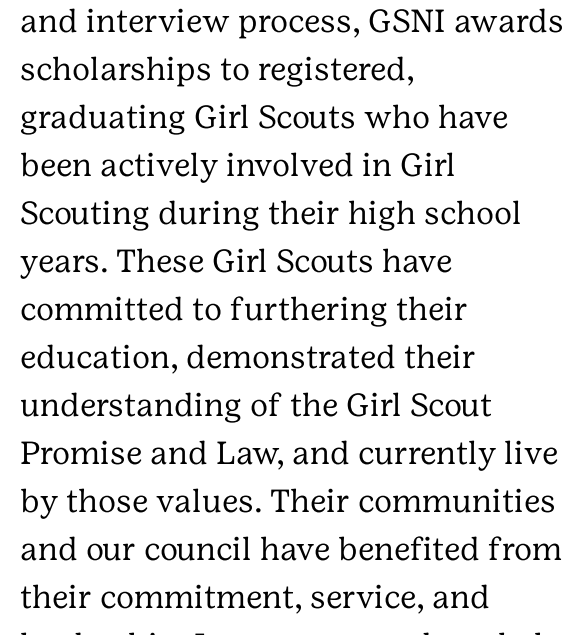 and interview process, GSNI awards
scholarships to registered,
graduating Girl Scouts who have
been actively involved in Girl
Scouting during their high school
years. These Girl Scouts have
committed to furthering their
education, demonstrated their
understanding of the Girl Scout
Promise and Law, and currently live
by those values. Their communities
and our council have benefited from
their commitment, service, and